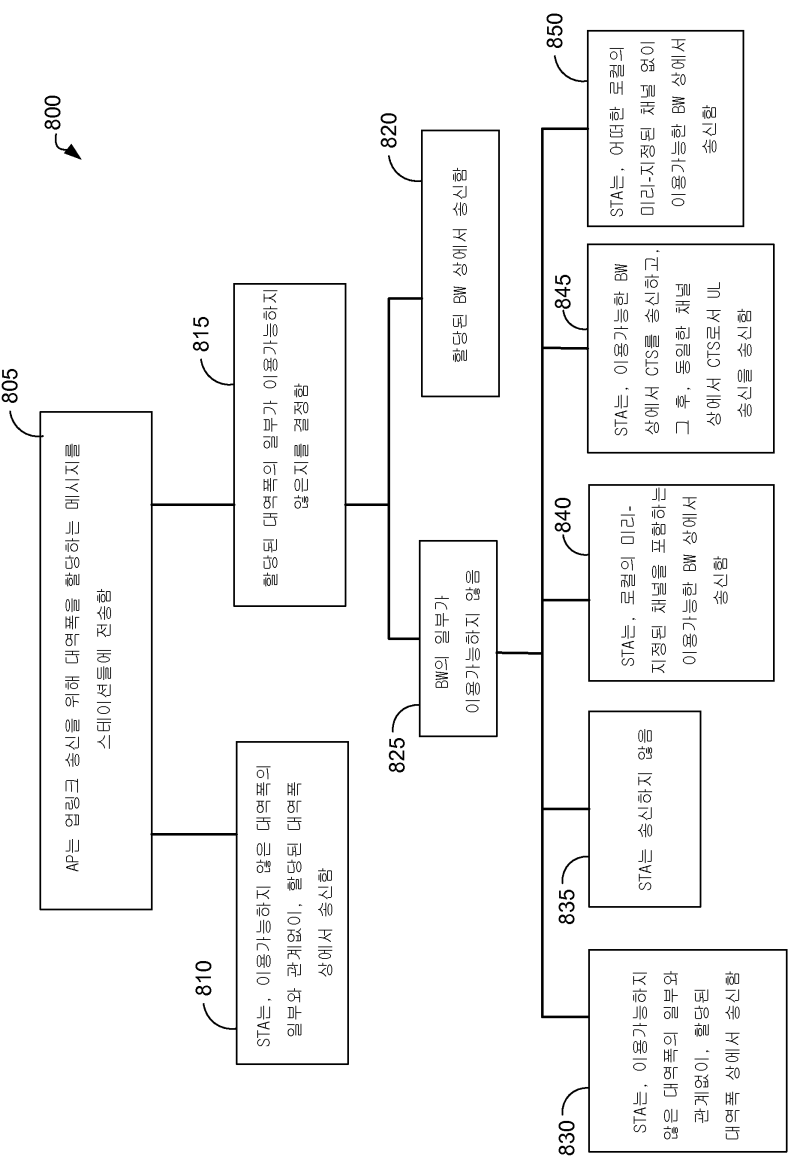 800
805
AP는 업링크 송신을 위해 대역폭을 할당하는 메시지를
스테이션들에 전송함
810
STA는, 이용가능하지 않은 대역폭의
일부와 관계없이, 할당된 대역폭
상에서 송신함
815
할당된 대역폭의 일부가 이용가능하지
않은지를 결정함
820
할당된 BW 상에서 송신함
825
BW의 일부가
이용가능하지 않음
830
STA는, 이용가능하지
않은 대역폭의 일부와
관계없이, 할당된
대역폭 상에서 송신함
835
STA는 송신하지 않음
840
STA는, 로컬의 미리-
지정된 채널을 포함하는
이용가능한 BW 상에서
송신함
845
STA는, 이용가능한 BW
상에서 CTS를 송신하고,
그 후, 동일한 채널
상에서 CTS로서 UL
송신을 송신함
850
STA는, 어떠한 로컬의
미리-지정된 채널 없이
이용가능한 BW 상에서
송신함